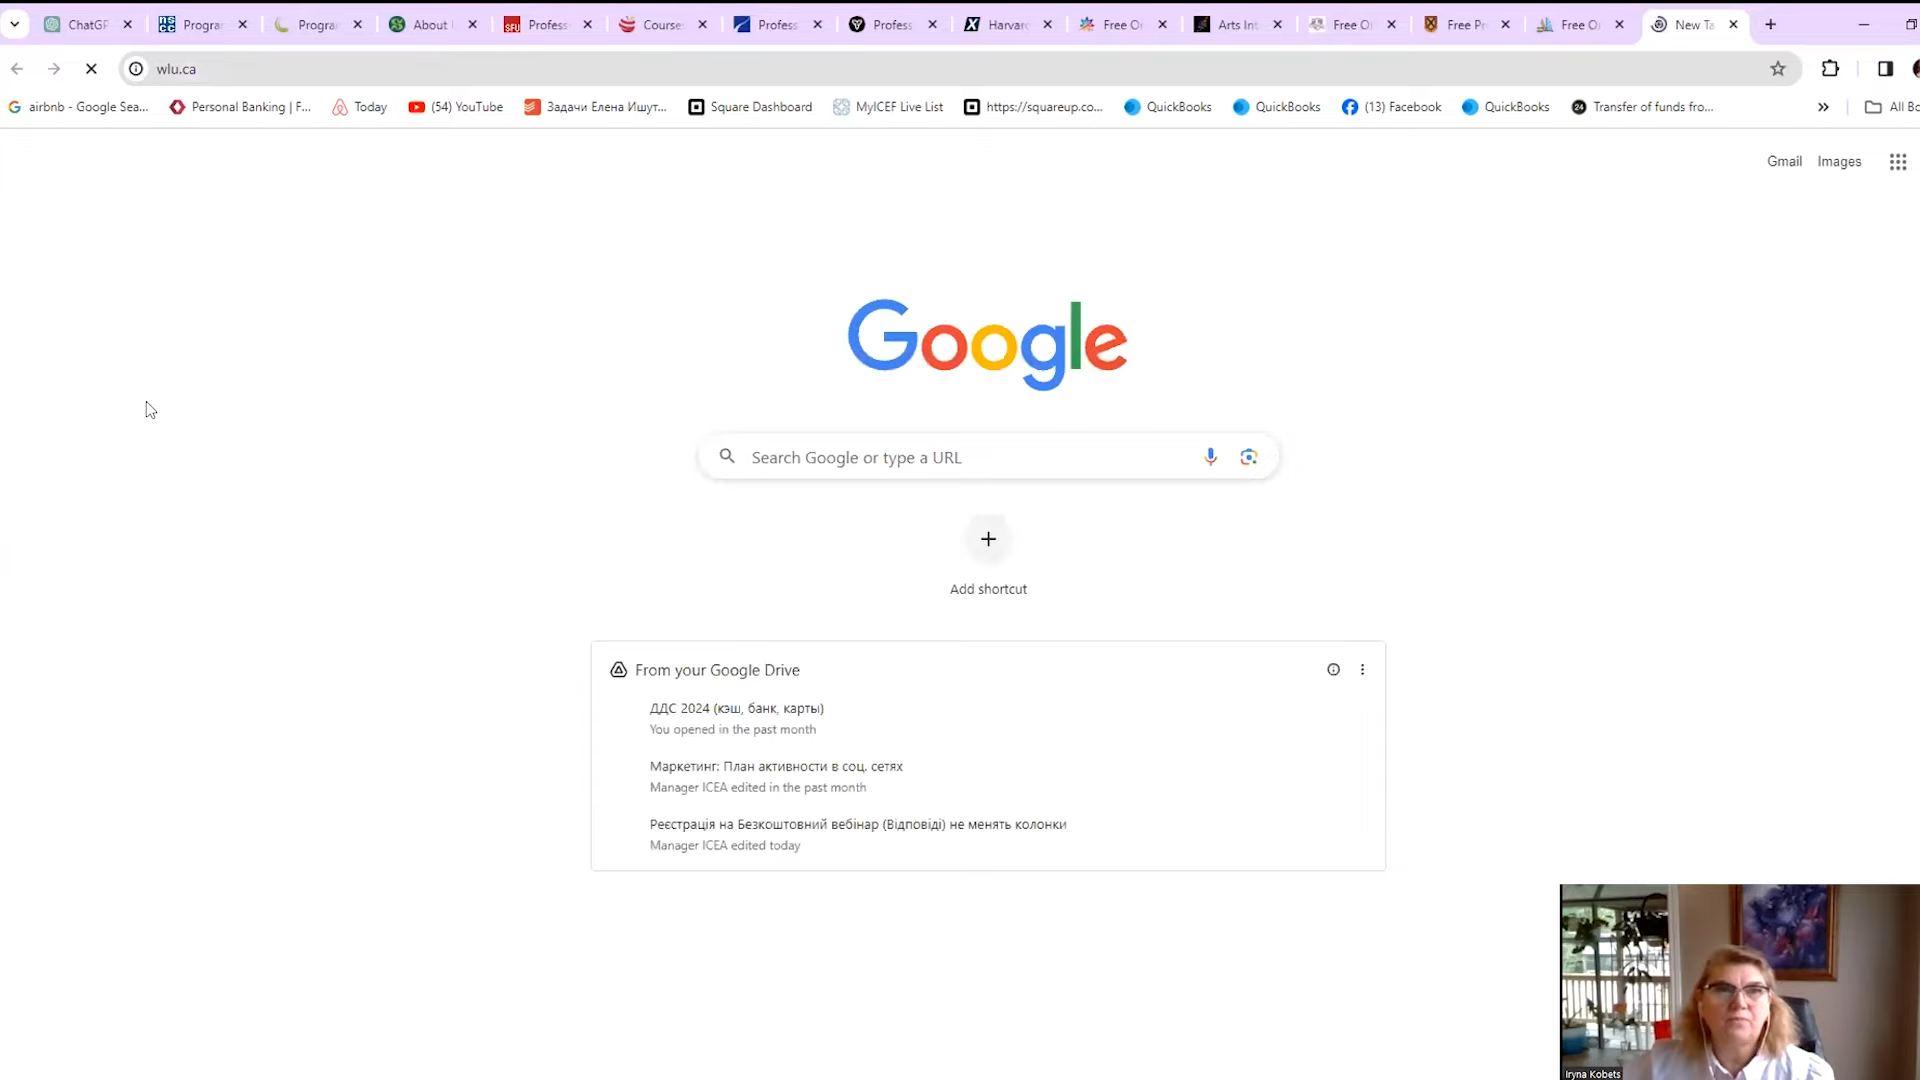 ChatGP
Progra
Progra
About
Profess
Course
Profess
Profess
Harvar
Free O
Arts Int
Free O
Free Pr
Free O
New Ta
wlu.ca
airbnb - Google Sea...
Personal Banking | F...
Today
(54) YouTube
Задачи Елена Ишут...
Square Dashboard
MyICEF Live List
https://squareup.co...
QuickBooks
QuickBooks
(13) Facebook
QuickBooks
Transfer of funds fro...
All Bo
Gmail
Images
Google
Search Google or type a URL
Add shortcut
From your Google Drive
ДДС 2024 (кэш, банк, карты)
You opened in the past month
Маркетинг: План активности в соц. сетях
Manager ICEA edited in the past month
Реєстрація на Безкоштовний вебінар (Відповіді) не менять колонки
Manager ICEA edited today
Iryna Kobets